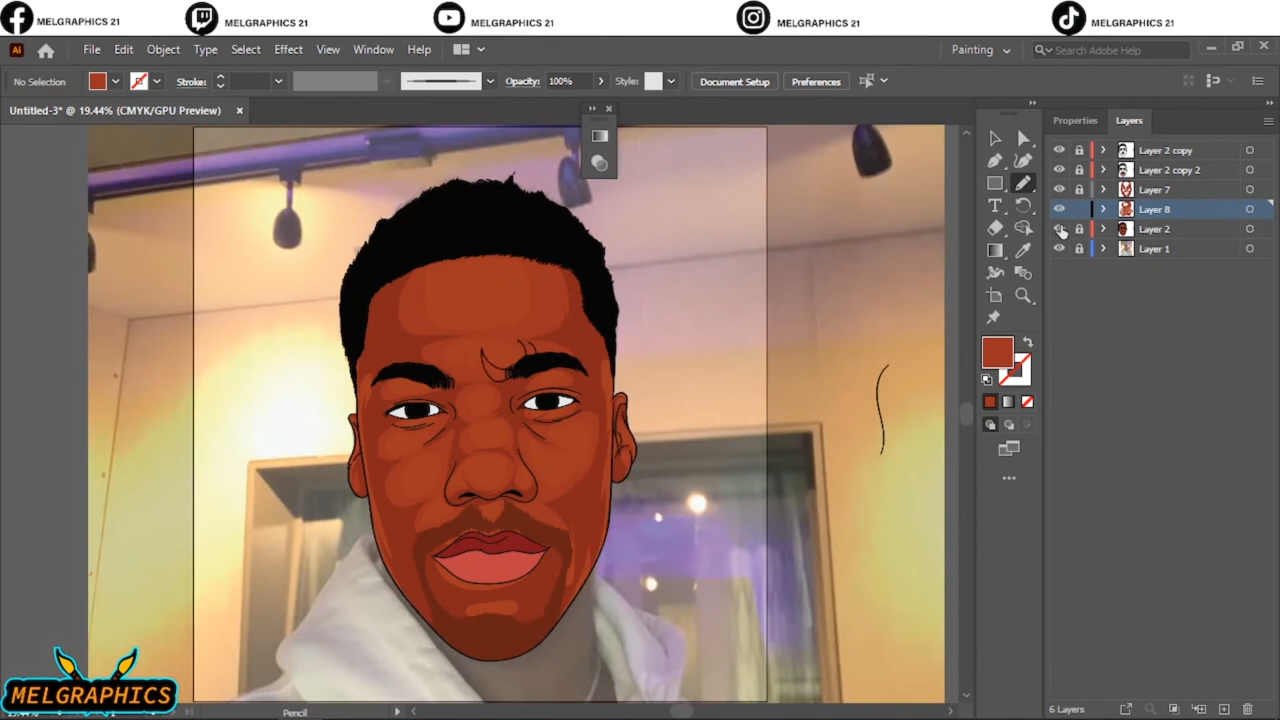 MELGRAPHICS 21 MELGRAPHICS 21 MELGRAPHICS 21 MELGRAPHICS 21 MELGRAPHICS 21
Ai File Edit Object Type Select Effect View Window Help Painting Search Adobe Help
No Selection Stroke: Opacity: 100% Style: Document Setup Preferences
Untitled-3* @ 19.44% (CMYK/GPU Preview)
Properties Layers
Layer 2 copy
Layer 2 copy 2
Layer 7
Layer 8
Layer 2
Layer 1
MELGRAPHICS
Pencil
6 Layers